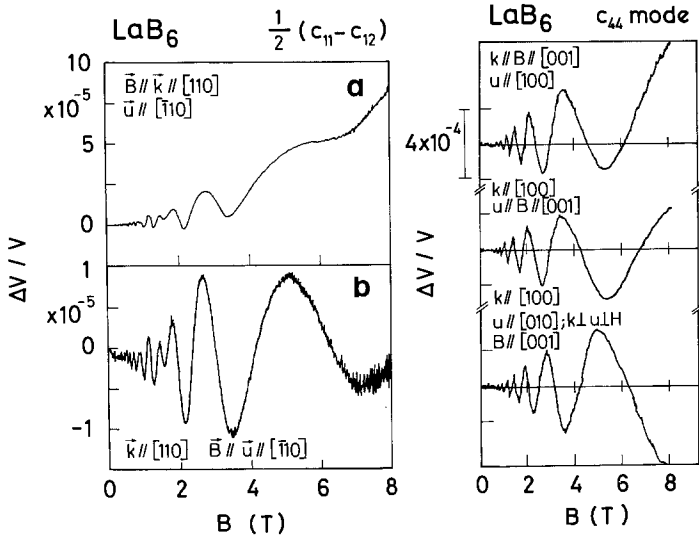 LaB6 ½ (c11−c12)
B⃗ // k⃗ // [110]
u⃗ // [1̄10]
a
10
x10⁻⁵
5
0
ΔV / V
b
1
x10⁻⁵
0
-1
k⃗ // [110] B⃗ // u⃗ // [1̄10]
0 2 4 6 8
B (T)
LaB6 c44 mode
k // B // [001]
u // [100]
4x10⁻⁴
k // [100]
u // B // [001]
ΔV / V
k // [100]
u // [010]; k⊥u⊥H
B // [001]
0 2 4 6 8
B (T)